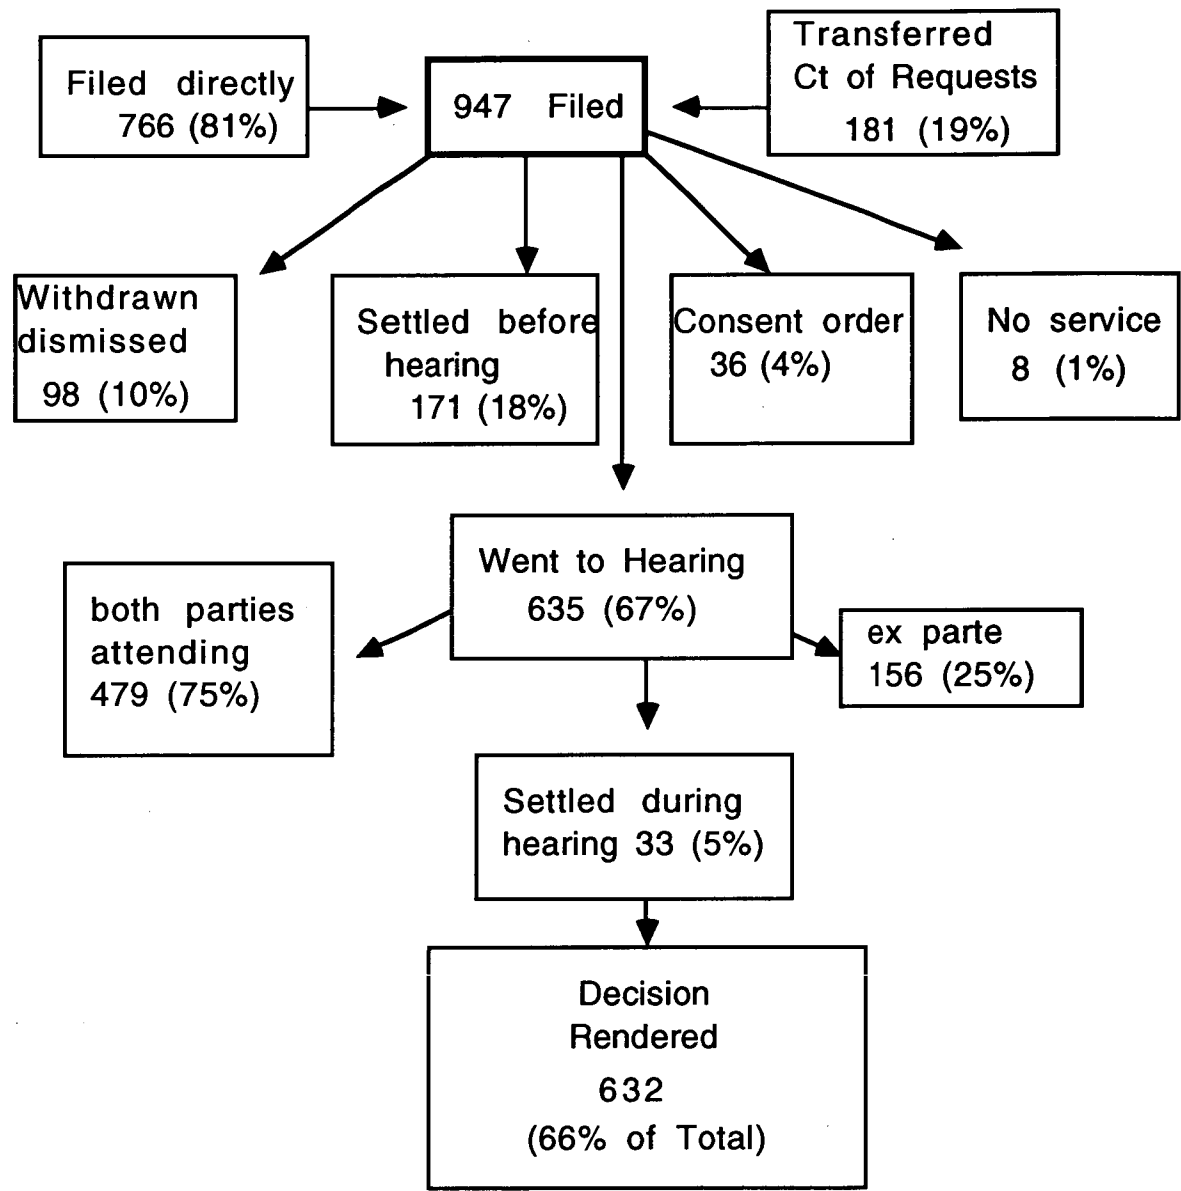 Filed directly
766 (81%)
947 Filed
Transferred
Ct of Requests
181 (19%)
Withdrawn
dismissed
98 (10%)
Settled before
hearing
171 (18%)
Consent order
36 (4%)
No service
8 (1%)
Went to Hearing
635 (67%)
both parties
attending
479 (75%)
ex parte
156 (25%)
Settled during
hearing 33 (5%)
Decision
Rendered
632
(66% of Total)